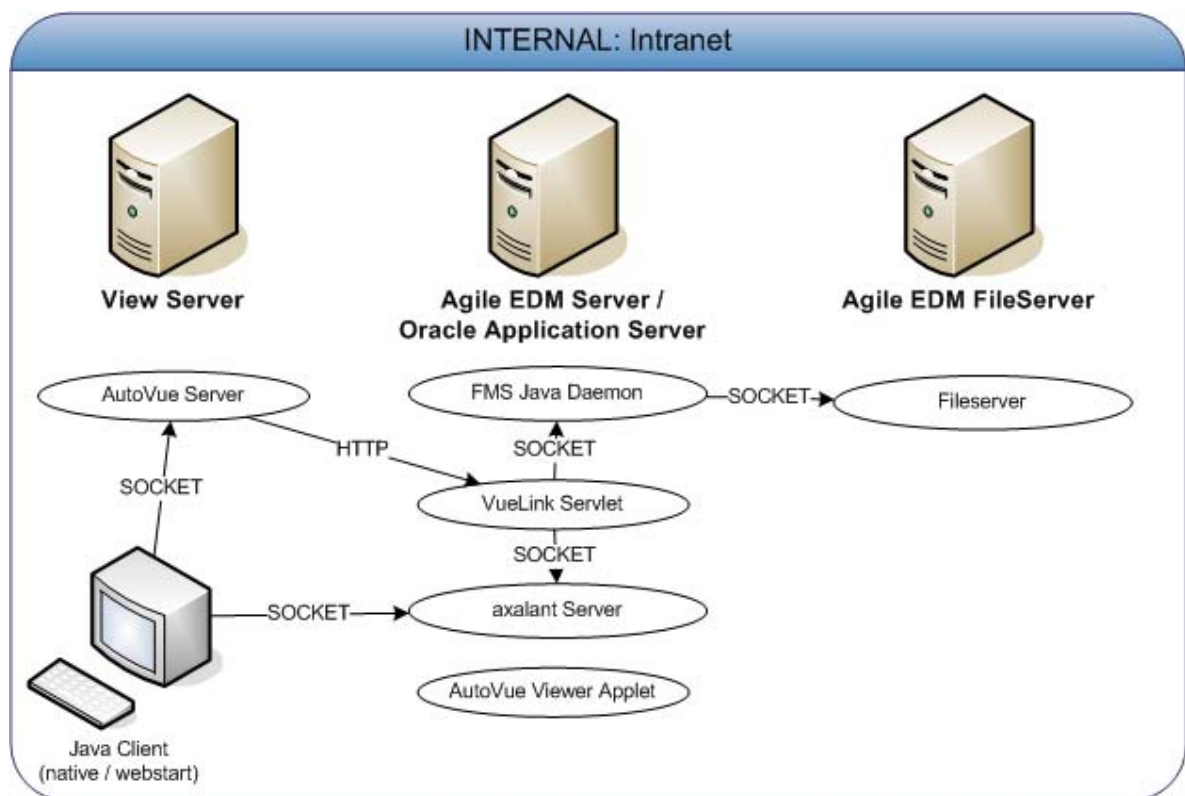 INTERNAL: Intranet
View Server
Agile EDM Server /
Oracle Application Server
Agile EDM FileServer
AutoVue Server
FMS Java Daemon
SOCKET
Fileserver
HTTP
SOCKET
SOCKET
VueLink Servlet
SOCKET
SOCKET
axalant Server
AutoVue Viewer Applet
Java Client
(native / webstart)